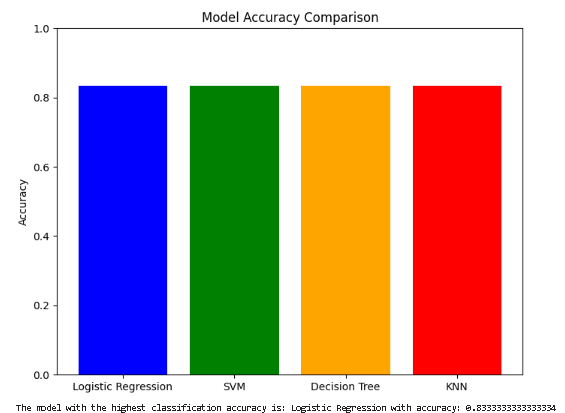 Model Accuracy Comparison
1.0
0.8
0.6
0.4
0.2
0.0
Accuracy
Logistic Regression SVM Decision Tree KNN
The model with the highest classification accuracy is: Logistic Regression with accuracy: 0.8333333333333334